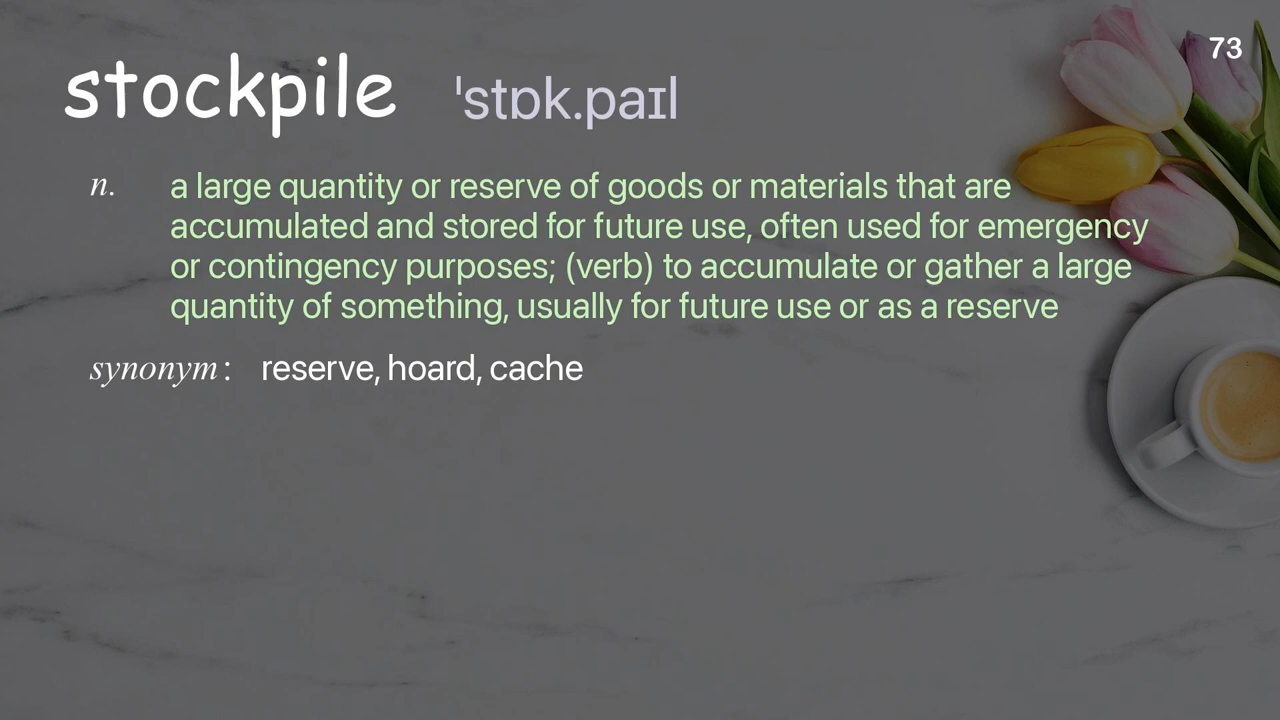 73
stockpile ˈstɒk.paɪl
n. a large quantity or reserve of goods or materials that are
accumulated and stored for future use, often used for emergency
or contingency purposes; (verb) to accumulate or gather a large
quantity of something, usually for future use or as a reserve
synonym: reserve, hoard, cache